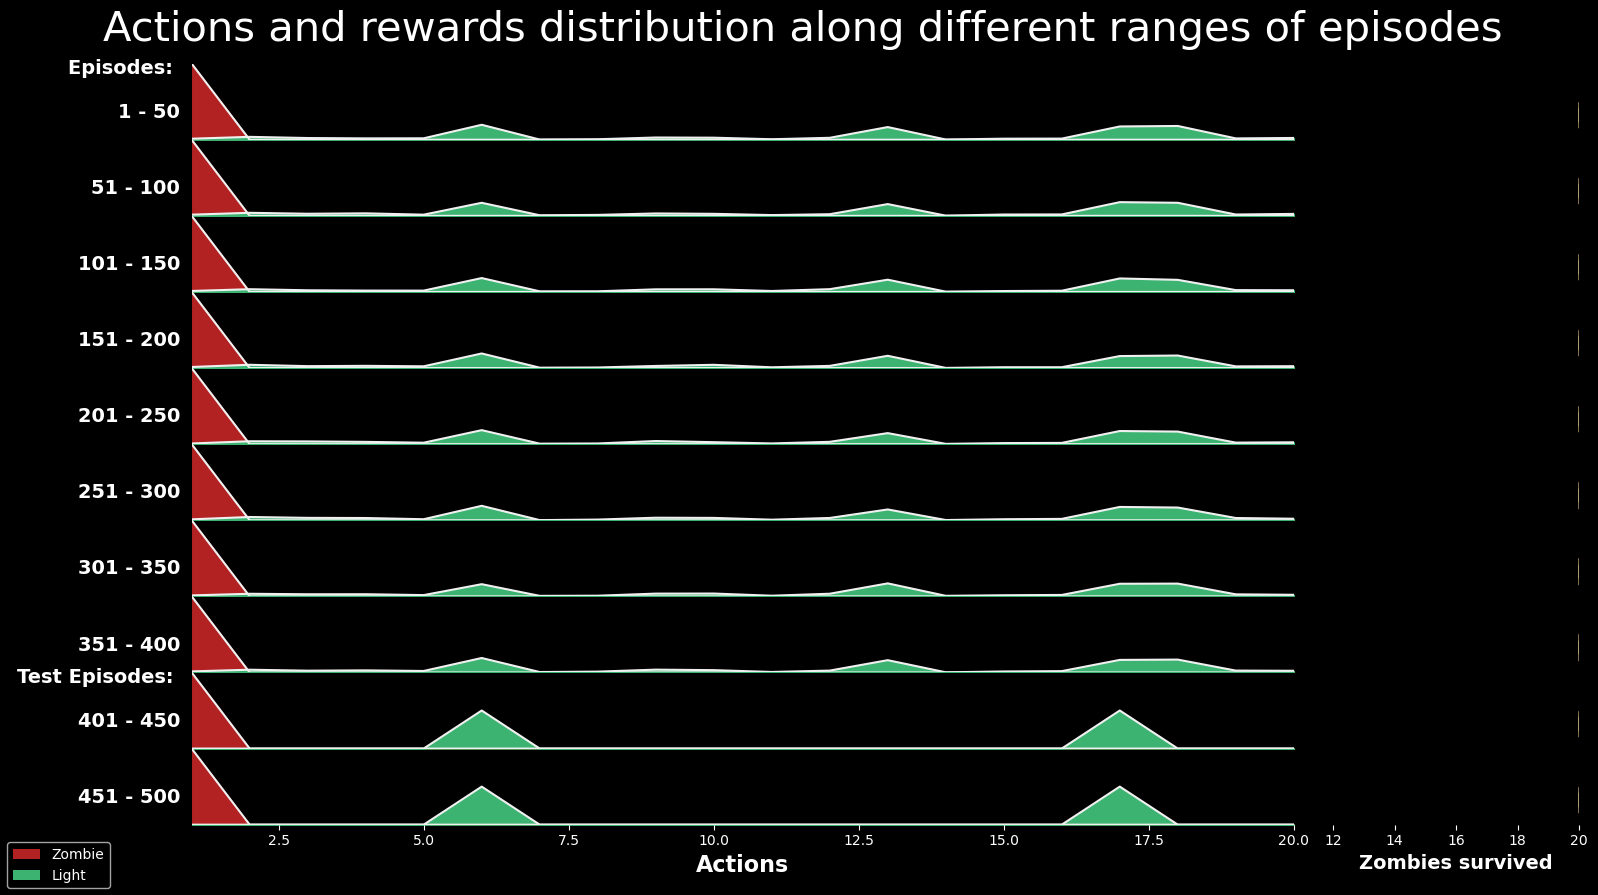 Actions and rewards distribution along different ranges of episodes
Episodes:
1 - 50
51 - 100
101 - 150
151 - 200
201 - 250
251 - 300
301 - 350
351 - 400
Test Episodes:
401 - 450
451 - 500
2.5 5.0 7.5 10.0 12.5 15.0 17.5 20.0 12 14 16 18 20
Actions
Zombies survived
Zombie
Light